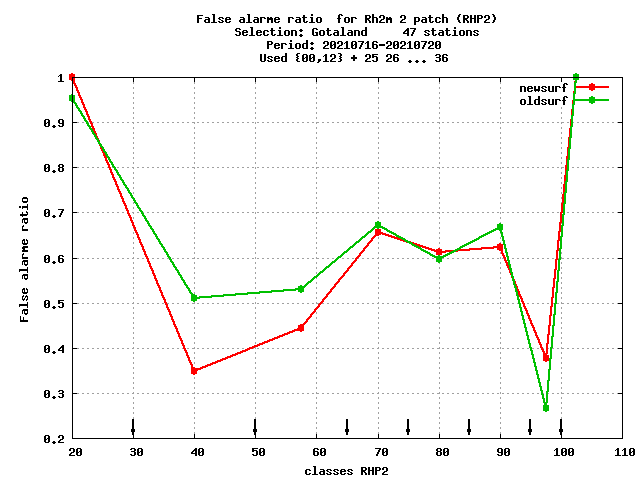 False alarme ratio  for Rh2m 2 patch (RHP2)
Selection: Gotaland     47 stations
Period: 20210716-20210720
Used {00,12} + 25 26 ... 36
newsurf
oldsurf
False alarme ratio
1
0.9
0.8
0.7
0.6
0.5
0.4
0.3
0.2
20 30 40 50 60 70 80 90 100 110
classes RHP2